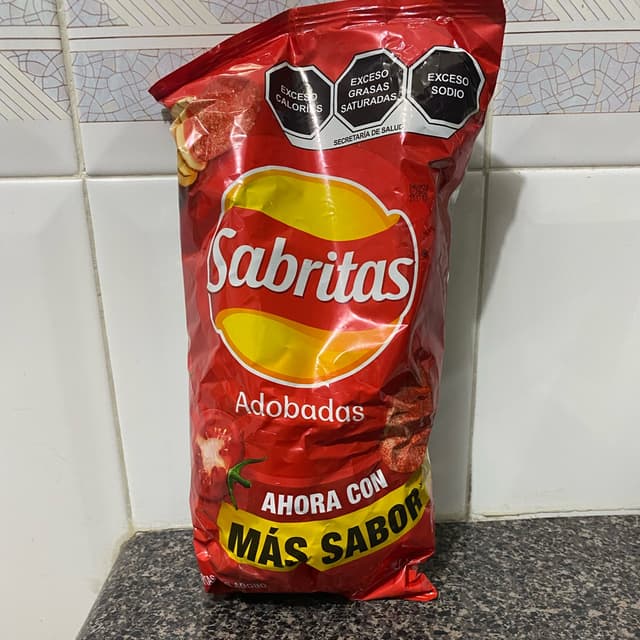 EXCESO
CALORÍAS
EXCESO
GRASAS
SATURADAS
EXCESO
SODIO
SECRETARÍA DE SALUD
Sabritas
Adobadas
AHORA CON
MÁS SABOR